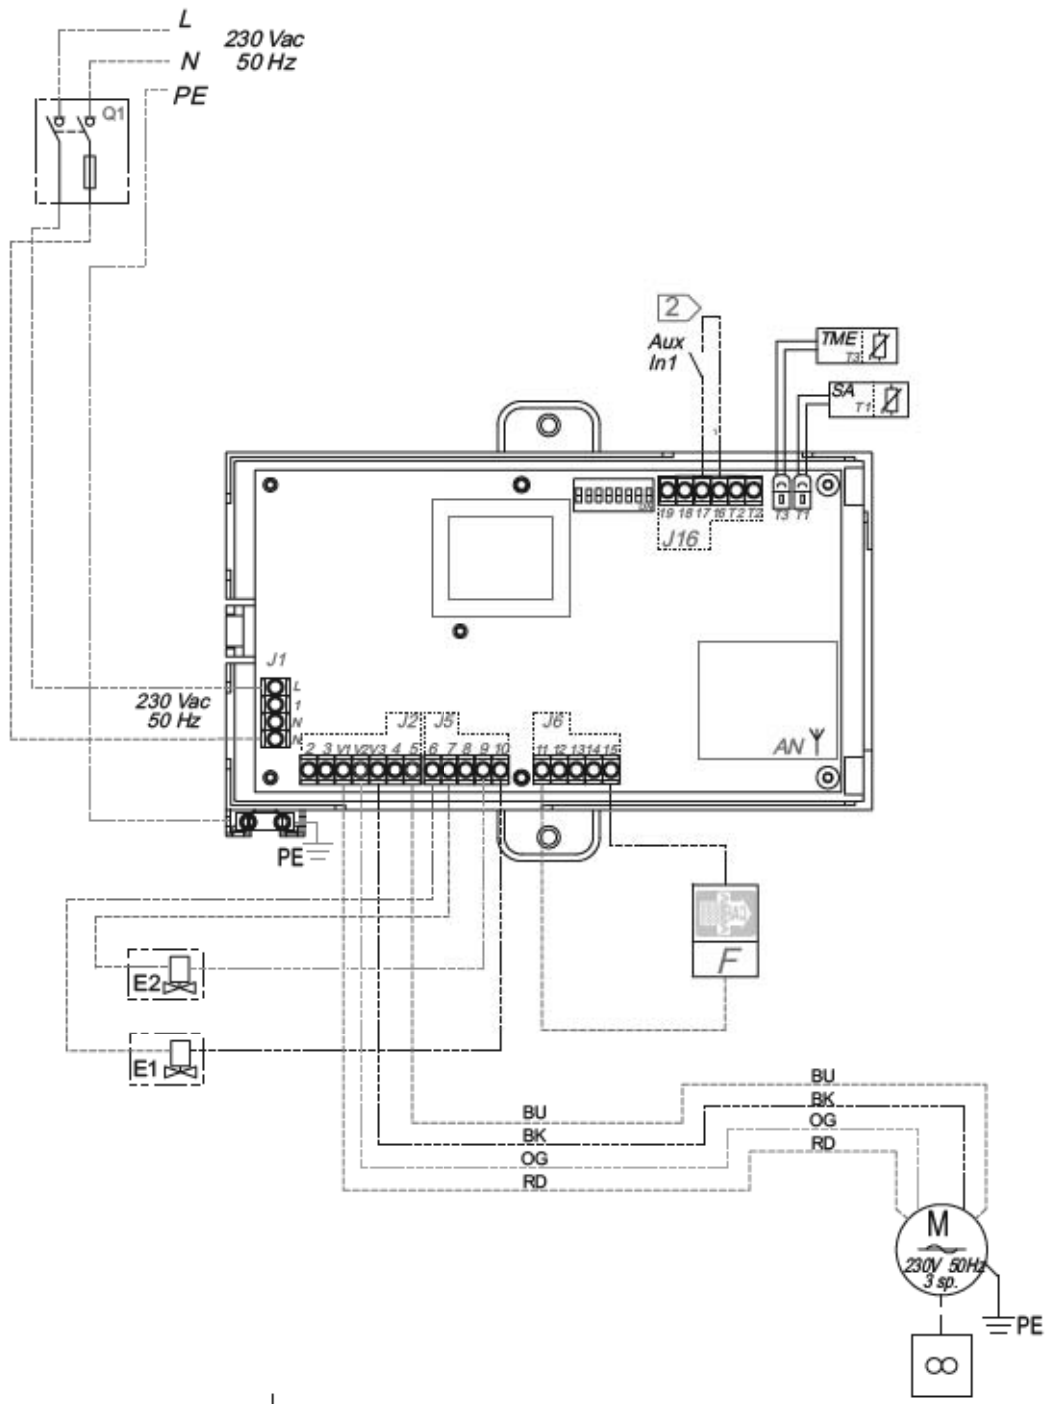 L
230 Vac
N
50 Hz
PE
Q1
2
Aux
In1
TME
T3
SA
T1
19 18 17 16 T2 T2
T3 T1
J16
J1
L
1
N
N
230 Vac
50 Hz
J2 J5
J6
2 3 V1 V2 V3 4 5 6 7 8 9 10
11 12 13 14 15
AN
PE
E2
F
E1
BU
BK
OG
RD
BU
BK
OG
RD
M
230V 50Hz
3 sp.
PE